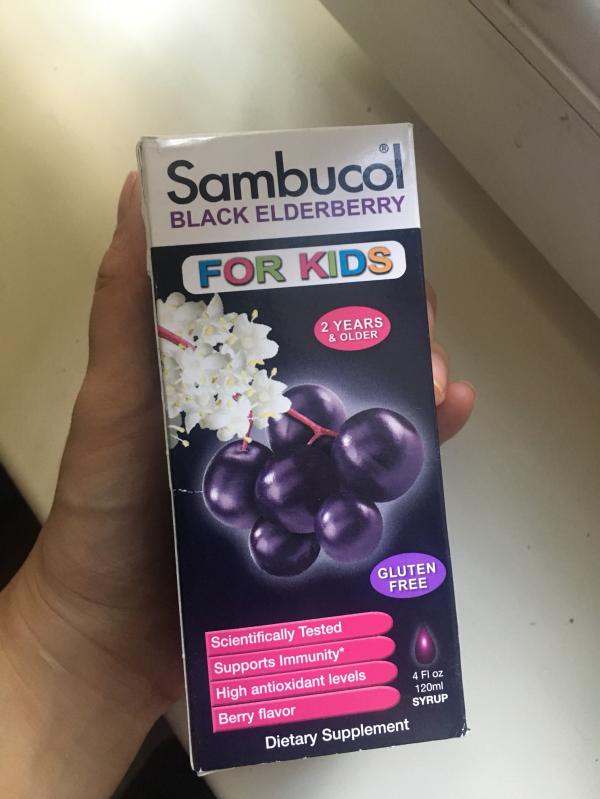 Sambucol®
BLACK ELDERBERRY
FOR KIDS
2 YEARS
& OLDER
GLUTEN
FREE
Scientifically Tested
Supports Immunity*
High antioxidant levels
Berry flavor
4 Fl oz
120ml
SYRUP
Dietary Supplement